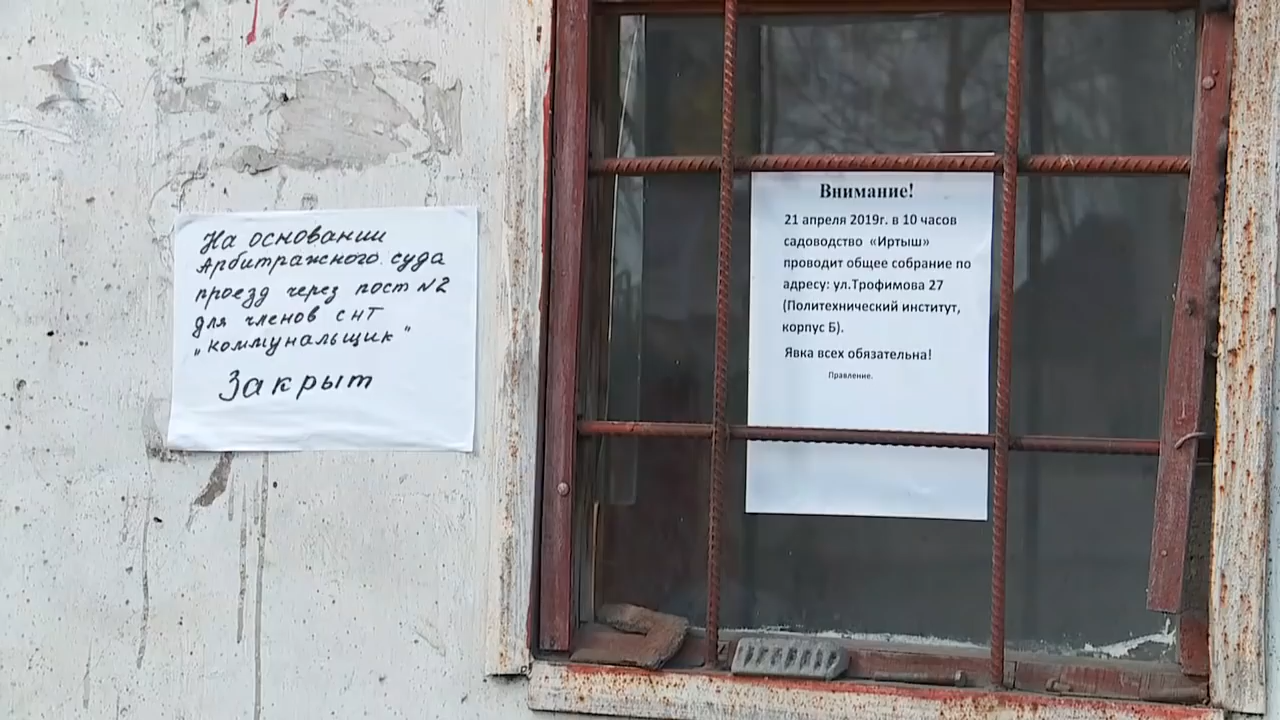 На основании
Арбитражного суда
проезд через пост N2
для членов СНТ
„Коммунальщик"
Закрыт
Внимание!
21 апреля 2019г. в 10 часов
садоводство «Иртыш»
проводит общее собрание по
адресу: ул.Трофимова 27
(Политехнический институт,
корпус Б).
Явка всех обязательна!
Правление.